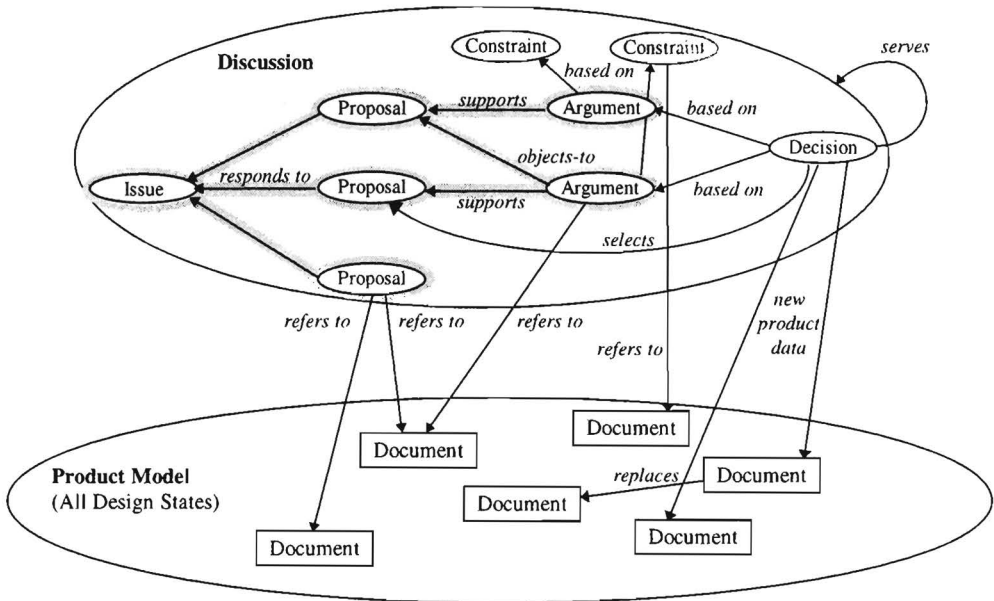 Constraint
Constraint
serves
Discussion
based on
Proposal
supports
Argument
based on
Decision
objects-to
Issue
responds to
Proposal
supports
Argument
based on
selects
Proposal
refers to
refers to
refers to
new
product
data
refers to
Document
Document
Product Model
(All Design States)
replaces
Document
Document
Document
Document